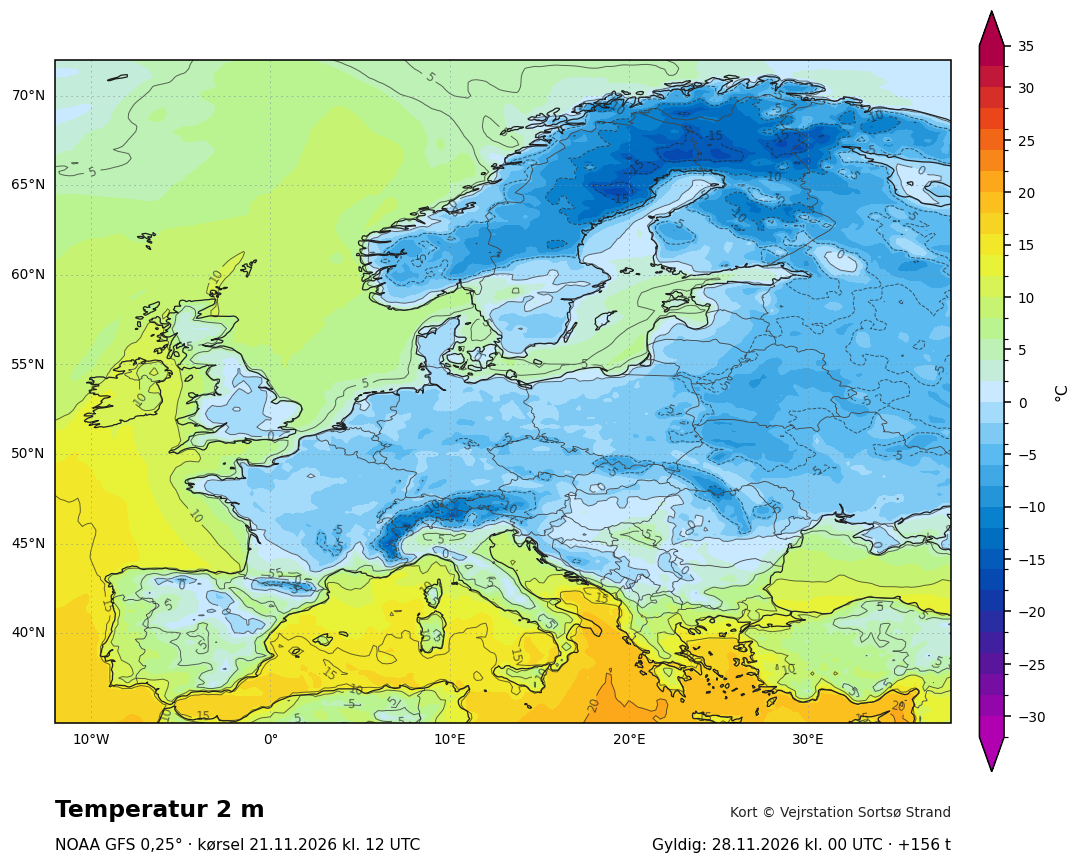 35
30
25
20
15
10
5
0
−5
−10
−15
−20
−25
−30
°C
70°N
65°N
60°N
55°N
50°N
45°N
40°N
10°W
0°
10°E
20°E
30°E
Temperatur 2 m
Kort © Vejrstation Sortsø Strand
NOAA GFS 0,25° · kørsel 21.11.2026 kl. 12 UTC
Gyldig: 28.11.2026 kl. 00 UTC · +156 t